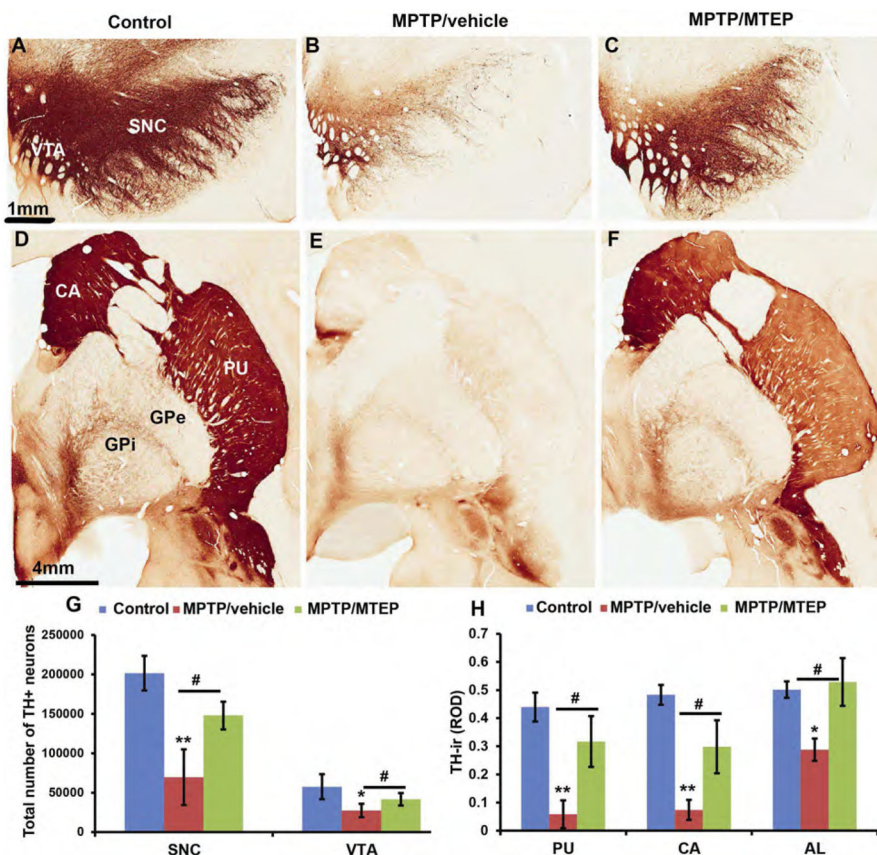 Control MPTP/vehicle MPTP/MTEP
A B C
SNC
VTA
1mm
D E F
CA
PU
GPe
GPi
4mm
G
Control MPTP/vehicle MPTP/MTEP
Total number of TH+ neurons
250000
200000
150000
100000
50000
0
#
**
#
*
SNC VTA
H
Control MPTP/vehicle MPTP/MTEP
TH-ir (ROD)
0.7
0.6
0.5
0.4
0.3
0.2
0.1
0
#
**
#
**
#
*
PU CA AL